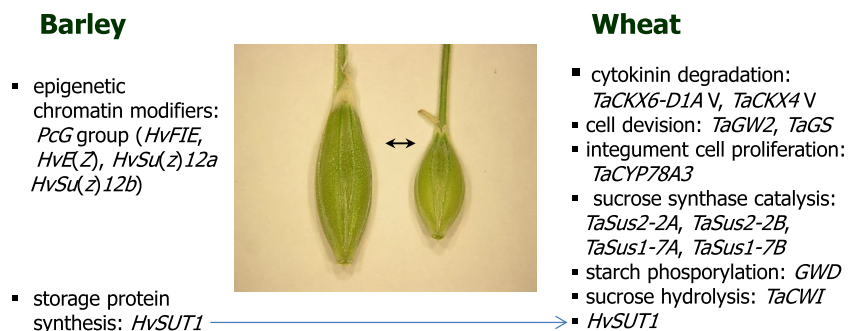 Barley
▪ epigenetic
chromatin modifiers:
PcG group (HvFIE,
HvE(Z), HvSu(z)12a
HvSu(z)12b)
▪ storage protein
synthesis: HvSUT1
Wheat
▪ cytokinin degradation:
TaCKX6-D1A V, TaCKX4 V
▪ cell devision: TaGW2, TaGS
▪ integument cell proliferation:
TaCYP78A3
▪ sucrose synthase catalysis:
TaSus2-2A, TaSus2-2B,
TaSus1-7A, TaSus1-7B
▪ starch phosporylation: GWD
▪ sucrose hydrolysis: TaCWI
▪ HvSUT1